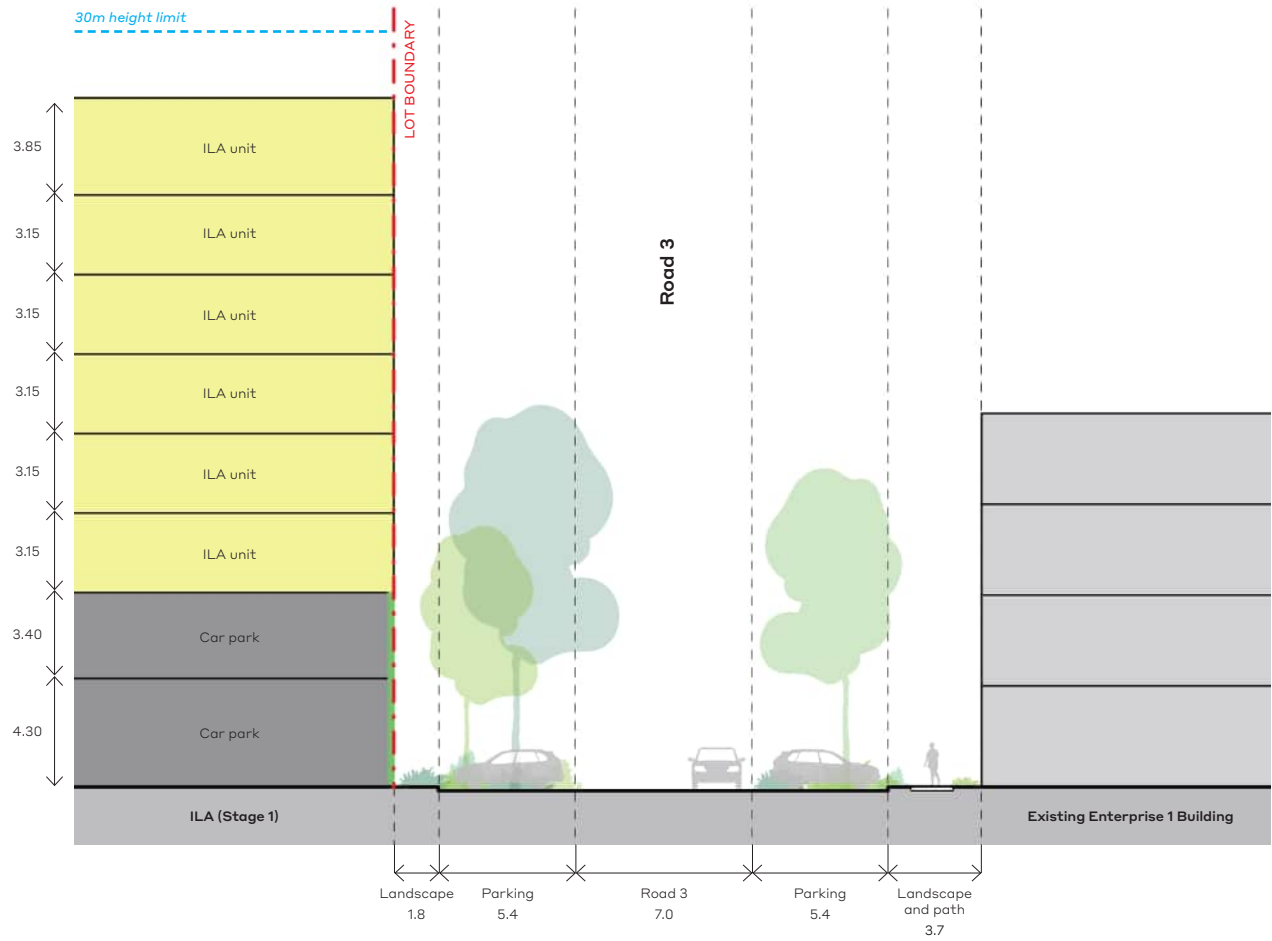 30m height limit
LOT BOUNDARY
3.85
ILA unit
3.15
ILA unit
Road 3
3.15
ILA unit
3.15
ILA unit
3.15
ILA unit
3.15
ILA unit
3.40
Car park
4.30
Car park
ILA (Stage 1)
Existing Enterprise 1 Building
Landscape
1.8
Parking
5.4
Road 3
7.0
Parking
5.4
Landscape
and path
3.7